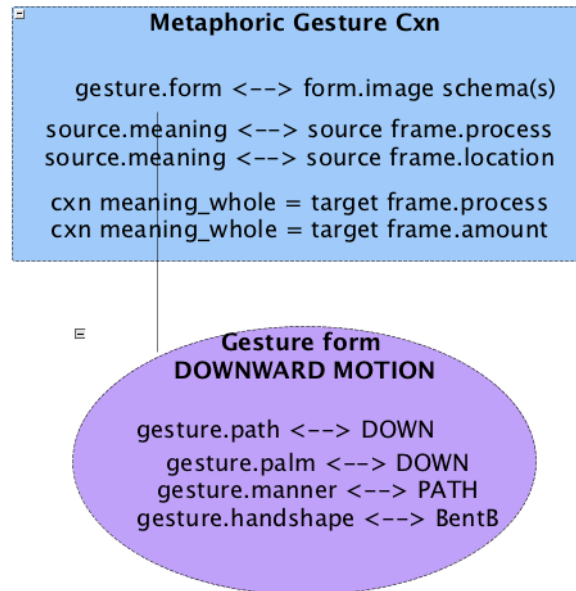 Metaphoric Gesture Cxn
gesture.form <--> form.image schema(s)
source.meaning <--> source frame.process
source.meaning <--> source frame.location
cxn meaning_whole = target frame.process
cxn meaning_whole = target frame.amount
Gesture form
DOWNWARD MOTION
gesture.path <--> DOWN
gesture.palm <--> DOWN
gesture.manner <--> PATH
gesture.handshape <--> BentB